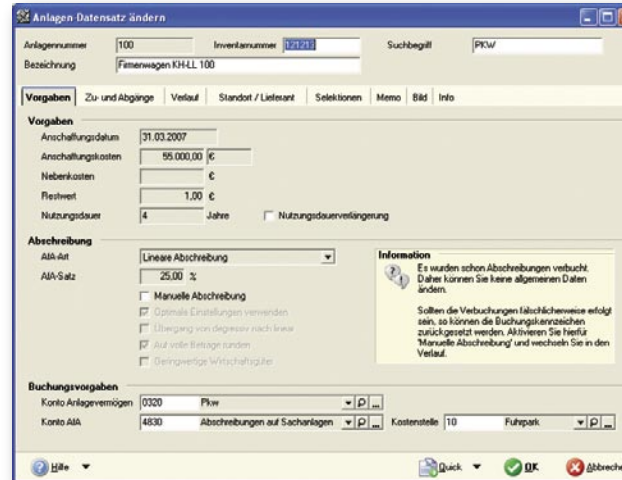 Anlagen-Datensatz ändern
Anlagennummer 100 Inventarnummer 121213 Suchbegriff PKW
Bezeichnung Firmenwagen KH-LL 100
Vorgaben Zu- und Abgänge Verlauf Standort / Lieferant Selektionen Memo Bild Info
Vorgaben
Anschaffungsdatum 31.03.2007
Anschaffungskosten 55.000,00 €
Nebenkosten €
Restwert 1,00 €
Nutzungsdauer 4 Jahre Nutzungsdauerverlängerung
Abschreibung
AfA-Art Lineare Abschreibung
AfA-Satz 25,00 %
Manuelle Abschreibung
Optimale Einstellungen verwenden
Übergang von degressiv nach linear
Auf volle Beträge runden
Geringwertige Wirtschaftsgüter
Information
Es wurden schon Abschreibungen verbucht.
Daher können Sie keine allgemeinen Daten
ändern.
Sollten die Verbuchungen fälschlicherweise erfolgt
sein, so können die Buchungskennzeichen
zurückgesetzt werden. Aktivieren Sie hierfür
'Manuelle Abschreibung' und wechseln Sie in den
Verlauf.
Buchungsvorgaben
Konto Anlagevermögen 0320 Pkw
Konto AfA 4830 Abschreibungen auf Sachanlagen Kostenstelle 10 Fuhrpark
Hilfe Quick OK Abbreche